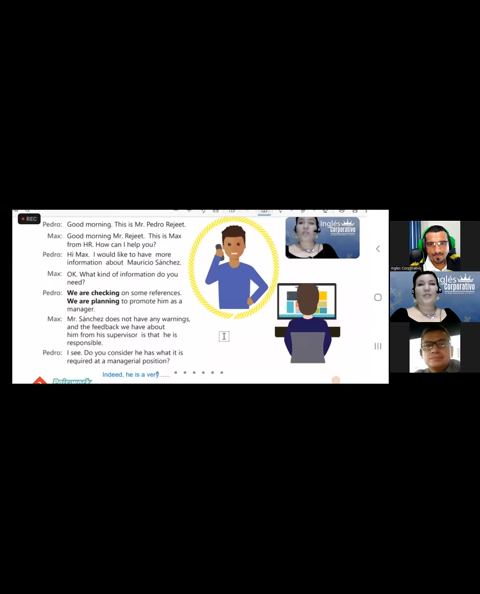 REC
Pedro: Good morning. This is Mr. Pedro Rejeet.
Max: Good morning Mr. Rejeet. This is Max
from HR. How can I help you?
Pedro: Hi Max. I would like to have more
information about Mauricio Sánchez.
Max: OK. What kind of information do you
need?
Pedro: We are checking on some references.
We are planning to promote him as a
manager.
Max: Mr. Sánchez does not have any warnings,
and the feedback we have about
him from his supervisor is that he is
responsible.
Pedro: I see. Do you consider he has what it is
required at a managerial position?
Indeed, he is a very......
Inglés
Corporativo
Ingles Corporativo
Inglés
Corporativo